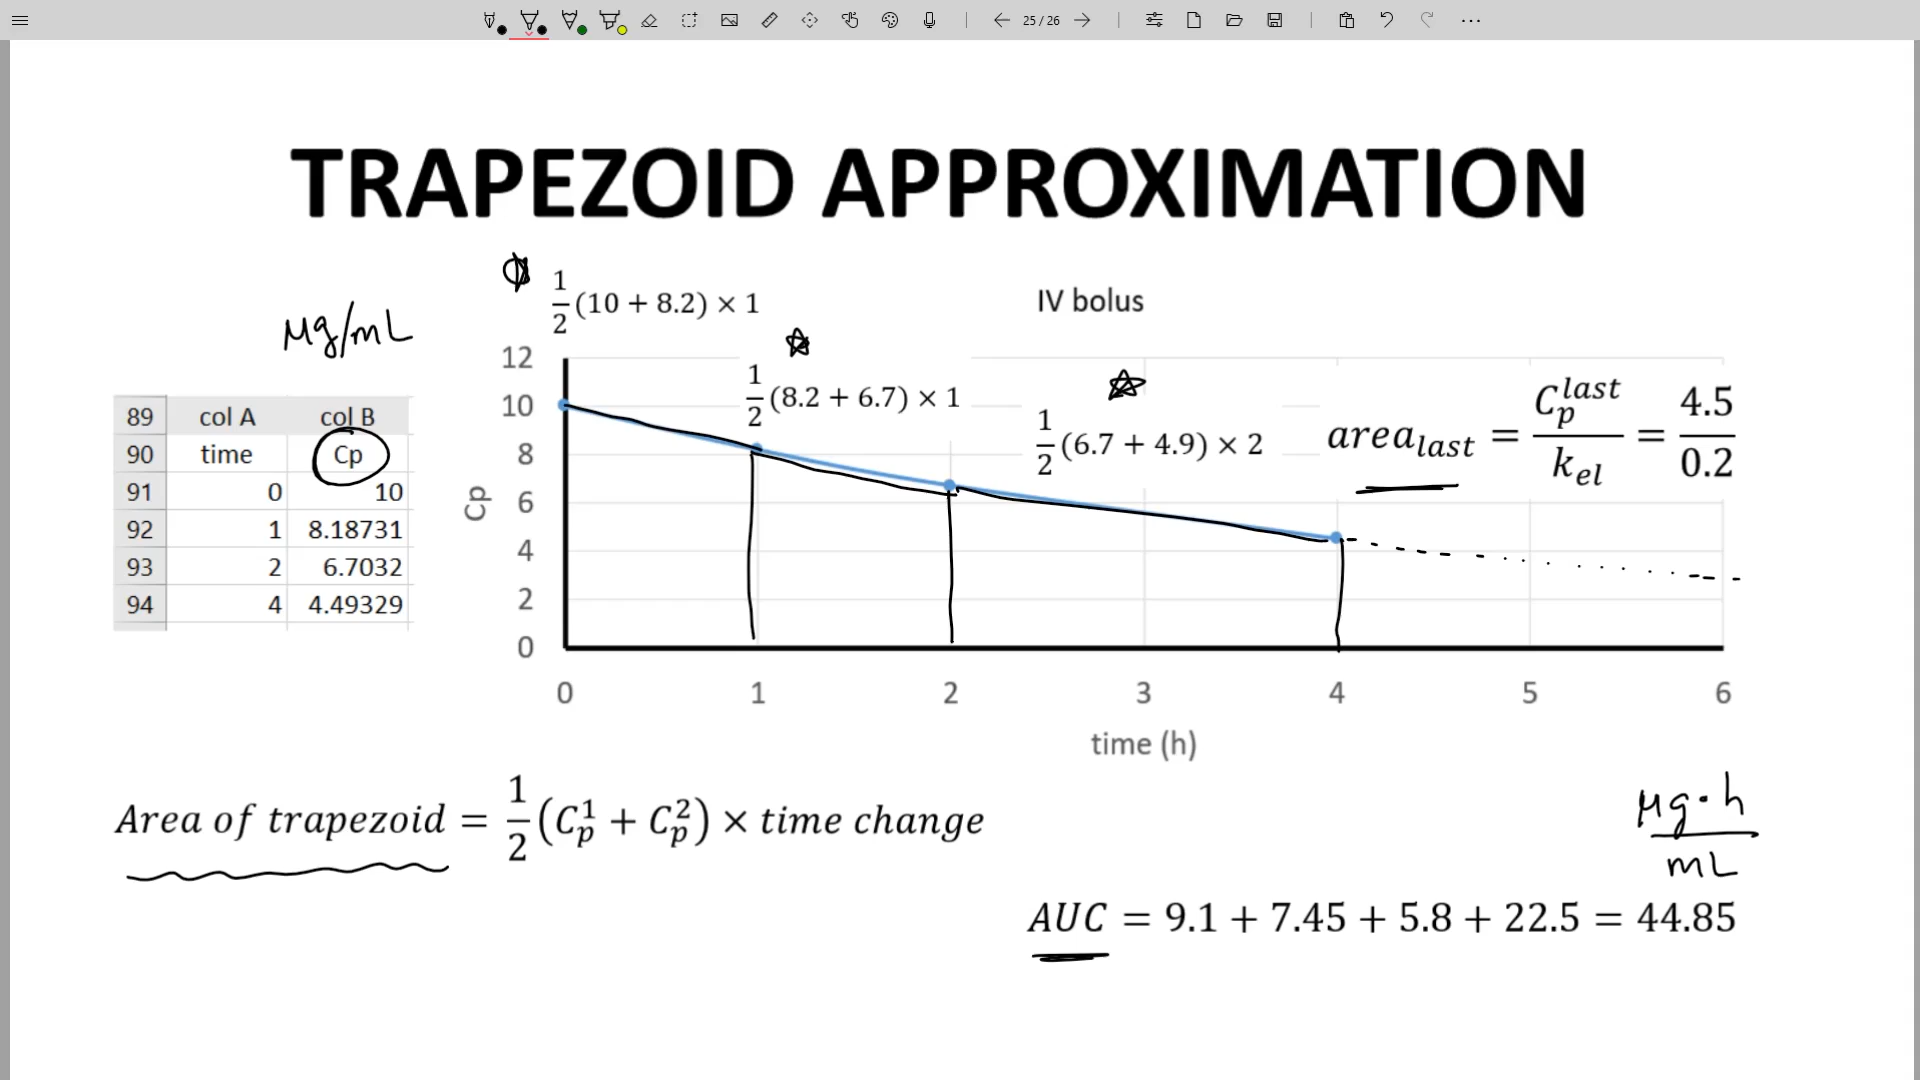 25 / 26
TRAPEZOID APPROXIMATION
1/2 (10 + 8.2) × 1
IV bolus
μg/mL
1/2 (8.2 + 6.7) × 1
1/2 (6.7 + 4.9) × 2
area_last = C_p^last / k_el = 4.5 / 0.2
89 col A col B
90 time Cp
91 0 10
92 1 8.18731
93 2 6.7032
94 4 4.49329
Cp
12
10
8
6
4
2
0
0 1 2 3 4 5 6
time (h)
Area of trapezoid = 1/2 (C_p^1 + C_p^2) × time change
μg·h
mL
AUC = 9.1 + 7.45 + 5.8 + 22.5 = 44.85